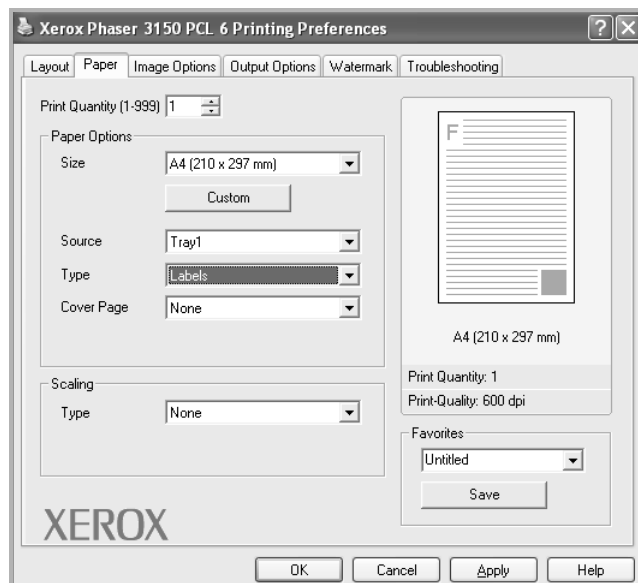 Xerox Phaser 3150 PCL 6 Printing Preferences
Layout Paper Image Options Output Options Watermark Troubleshooting
Print Quantity (1-999) 1
Paper Options
Size A4 (210 x 297 mm)
Custom
Source Tray1
Type Labels
Cover Page None
Scaling
Type None
XEROX
F
A4 (210 x 297 mm)
Print Quantity: 1
Print-Quality: 600 dpi
Favorites
Untitled
Save
OK Cancel Apply Help